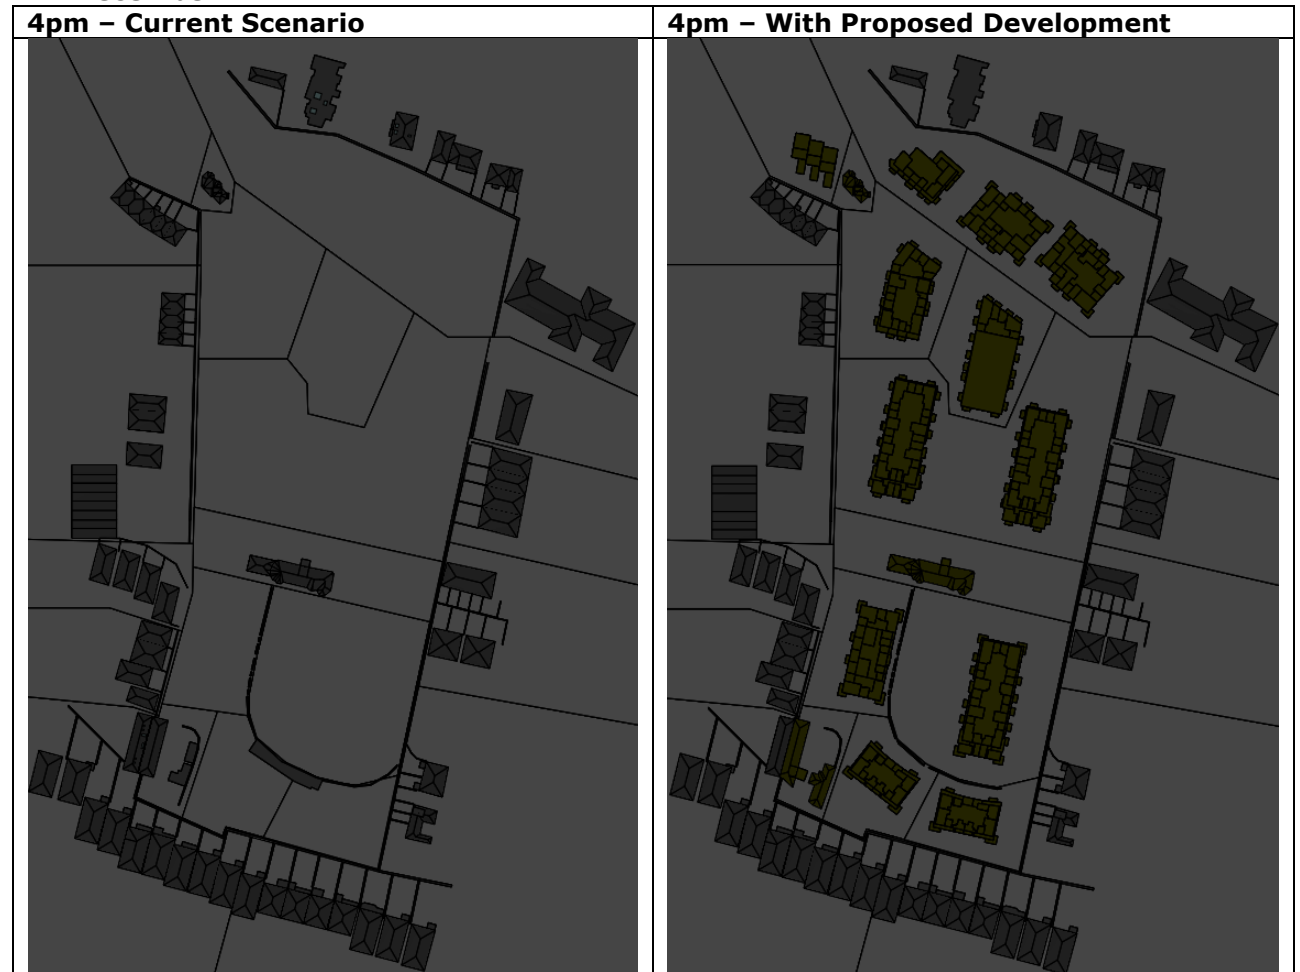 4pm – Current Scenario
4pm – With Proposed Development